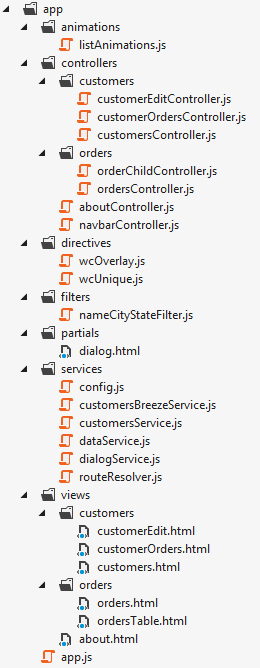 app
animations
listAnimations.js
controllers
customers
customerEditController.js
customerOrdersController.js
customersController.js
orders
orderChildController.js
ordersController.js
aboutController.js
navbarController.js
directives
wcOverlay.js
wcUnique.js
filters
nameCityStateFilter.js
partials
dialog.html
services
config.js
customersBreezeService.js
customersService.js
dataService.js
dialogService.js
routeResolver.js
views
customers
customerEdit.html
customerOrders.html
customers.html
orders
orders.html
ordersTable.html
about.html
app.js